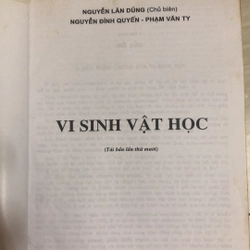 NGUYỄN LÂN DŨNG (Chủ biên)
NGUYỄN ĐÌNH QUYẾN - PHẠM VĂN TY
VI SINH VẬT HỌC
(Tái bản lần thứ mười)